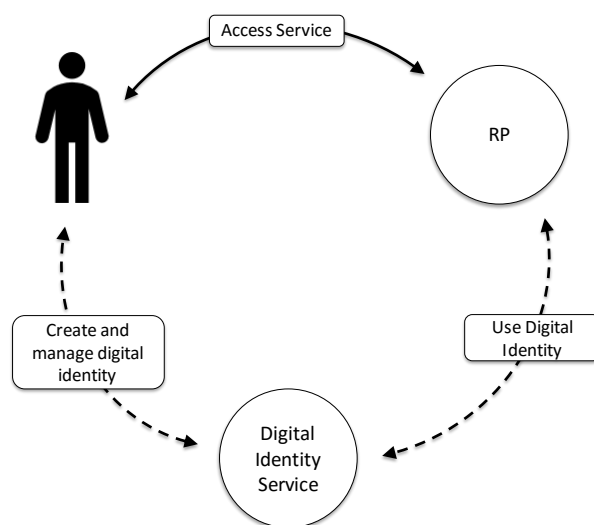 Access Service
RP
Create and
manage digital
identity
Use Digital
Identity
Digital
Identity
Service